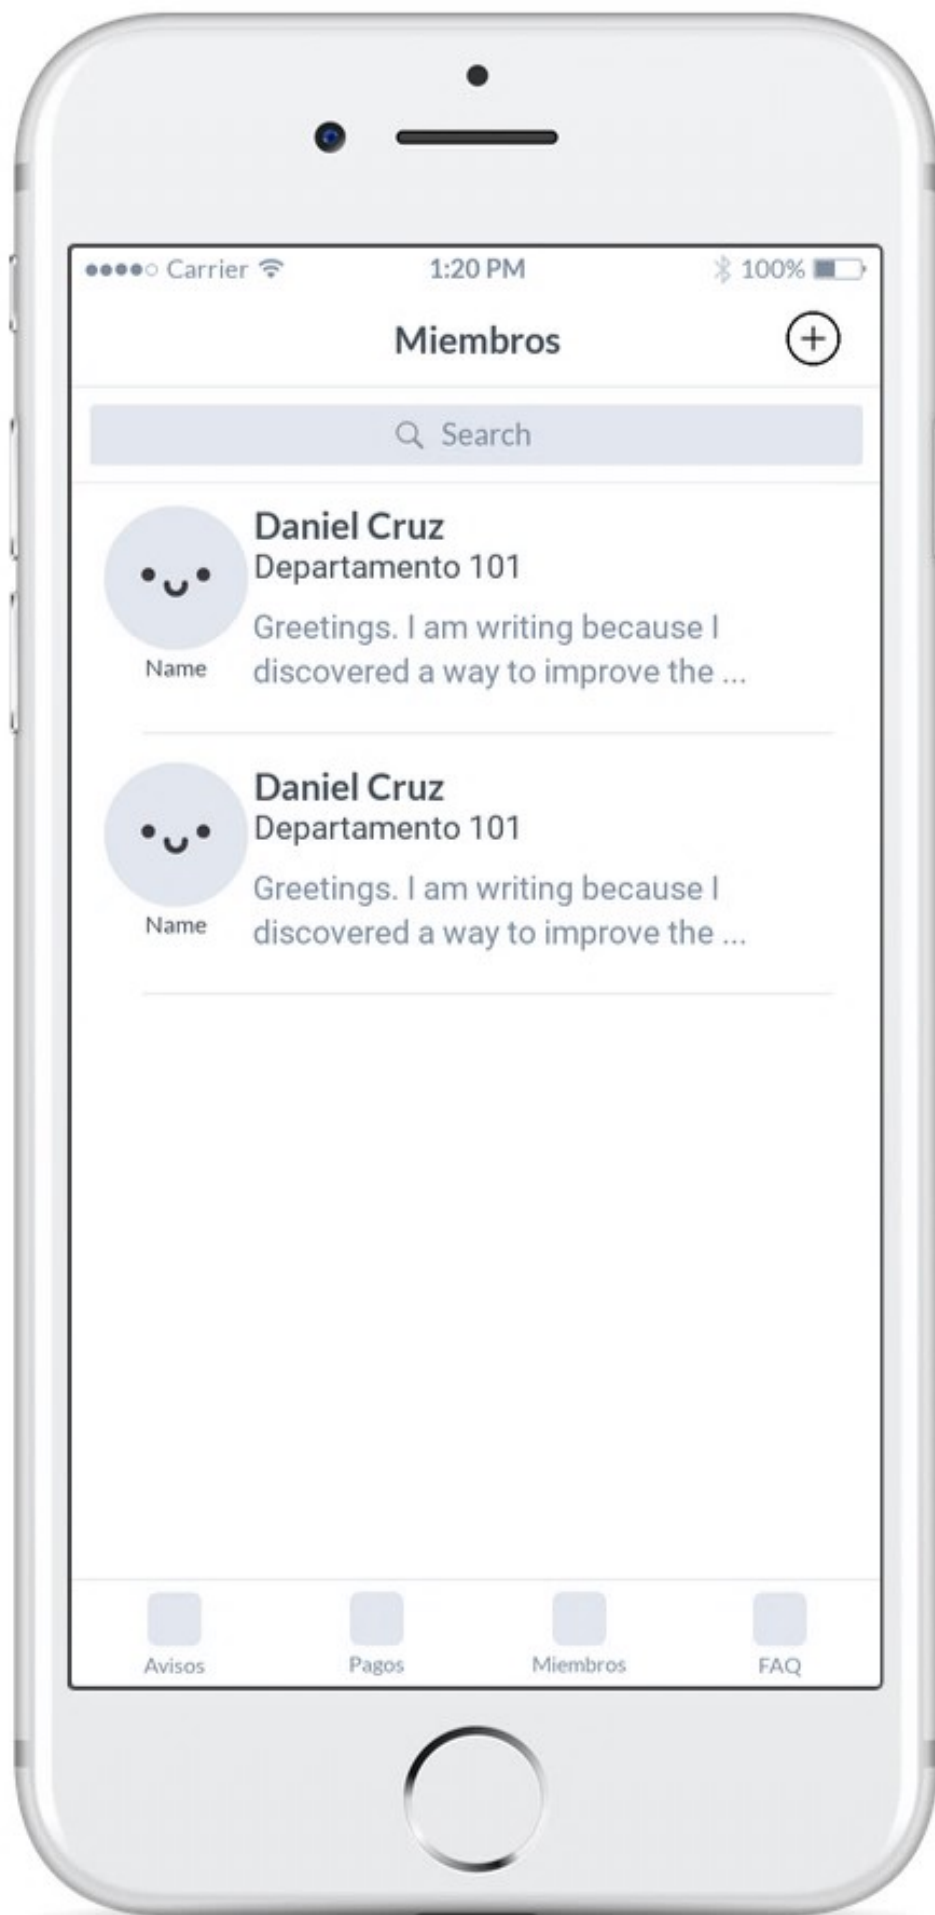 Carrier 1:20 PM 100%
Miembros
Search
Daniel Cruz
Departamento 101
Greetings. I am writing because I
discovered a way to improve the ...
Name
Daniel Cruz
Departamento 101
Greetings. I am writing because I
discovered a way to improve the ...
Name
Avisos Pagos Miembros FAQ